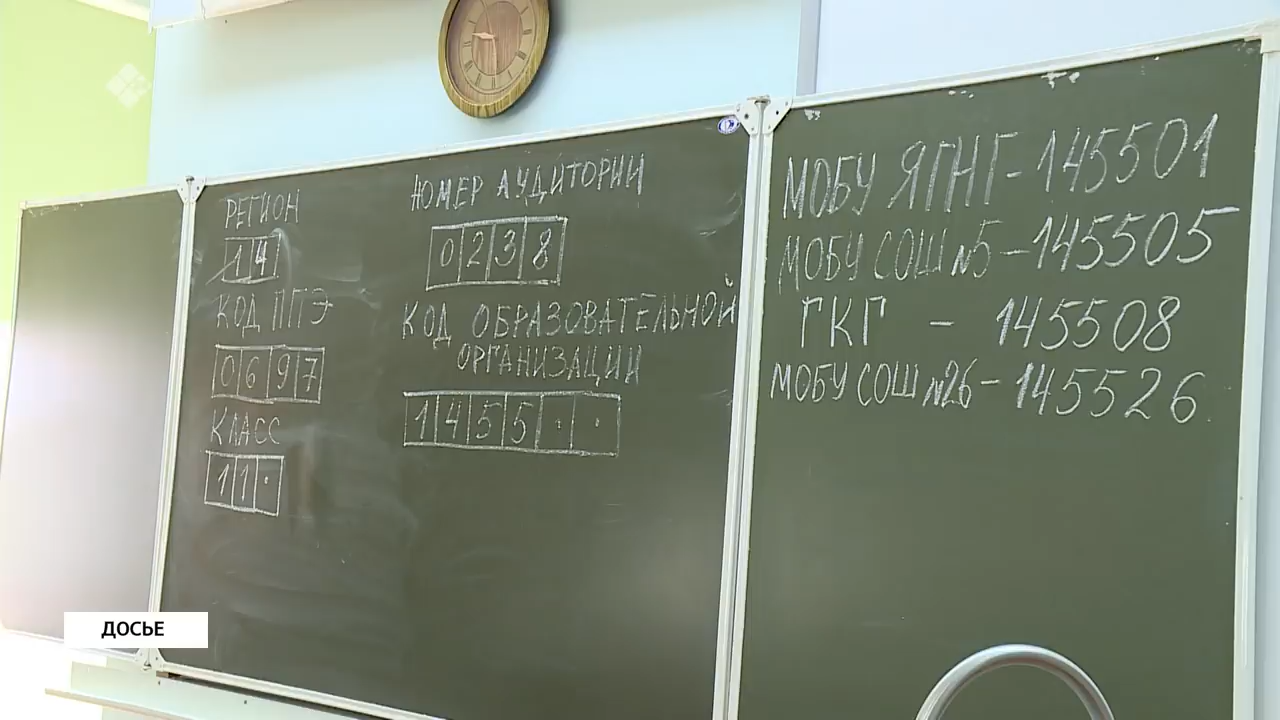 РЕГИОН
14
КОД ППЭ
0697
КЛАСС
11·
НОМЕР АУДИТОРИИ
0238
КОД ОБРАЗОВАТЕЛЬНОЙ
ОРГАНИЗАЦИИ
1455··
МОБУ ЯГНГ - 145501
МОБУ СОШ №5 - 145505
ГКГ - 145508
МОБУ СОШ №26 - 145526
ДОСЬЕ